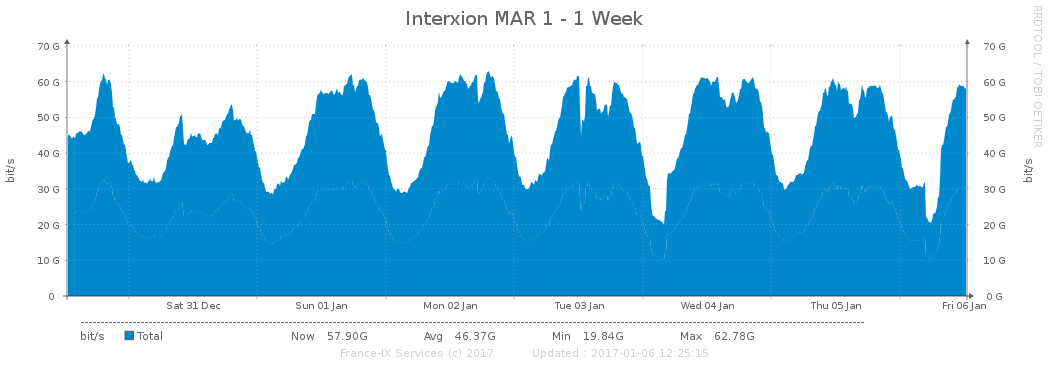 Interxion MAR 1 - 1 Week
RRDTOOL / TOBI OETIKER
bit/s
70 G
60 G
50 G
40 G
30 G
20 G
10 G
0
70 G
60 G
50 G
40 G
30 G
20 G
10 G
0 G
bit/s
Sat 31 Dec Sun 01 Jan Mon 02 Jan Tue 03 Jan Wed 04 Jan Thu 05 Jan Fri 06 Jan
bit/s Total Now 57.90G Avg 46.37G Min 19.84G Max 62.78G
France-IX Services (c) 2017 Updated : 2017-01-06 12:25:15